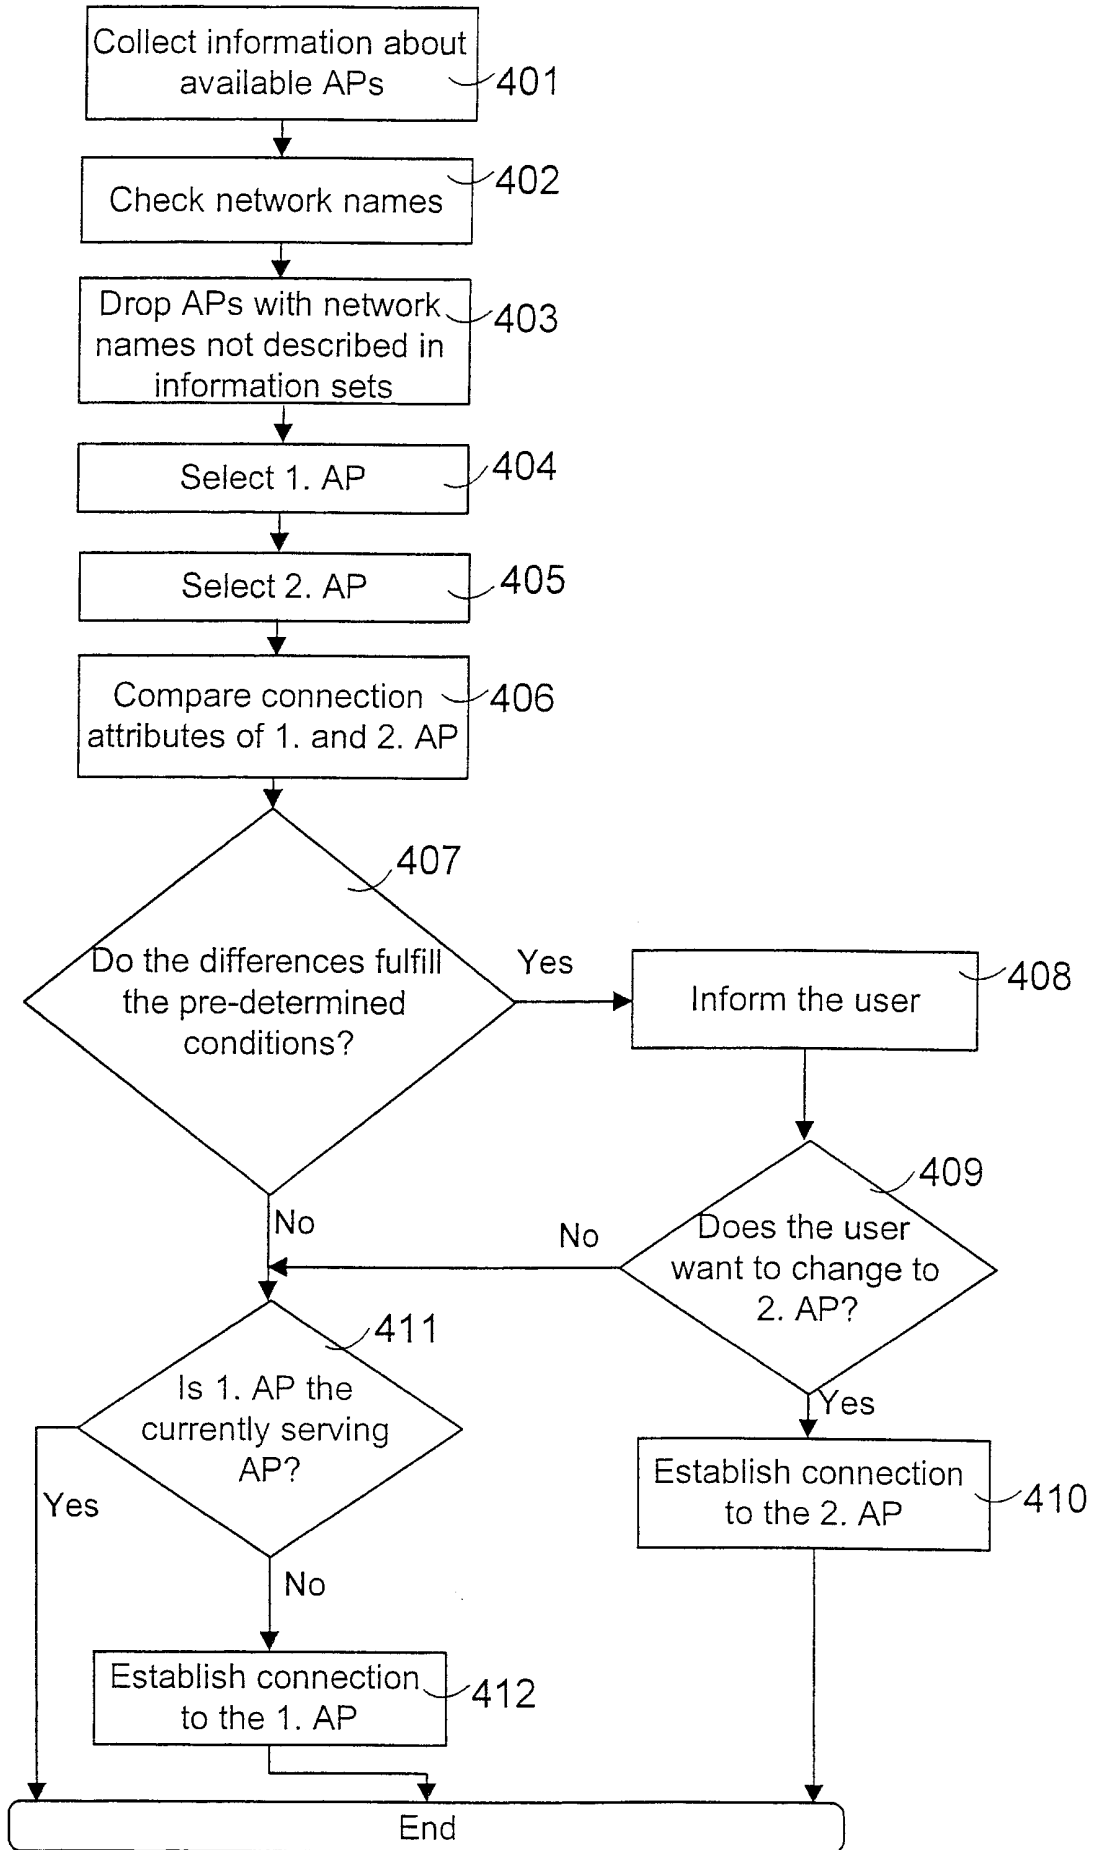 Collect information about
available APs
401
Check network names
402
Drop APs with network
names not described in
information sets
403
Select 1. AP
404
Select 2. AP
405
Compare connection
attributes of 1. and 2. AP
406
407
Do the differences fulfill
the pre-determined
conditions?
Yes
Inform the user
408
No
409
Does the user
want to change to
2. AP?
No
Yes
411
Is 1. AP the
currently serving
AP?
Establish connection
to the 2. AP
410
Yes
No
Establish connection
to the 1. AP
412
End